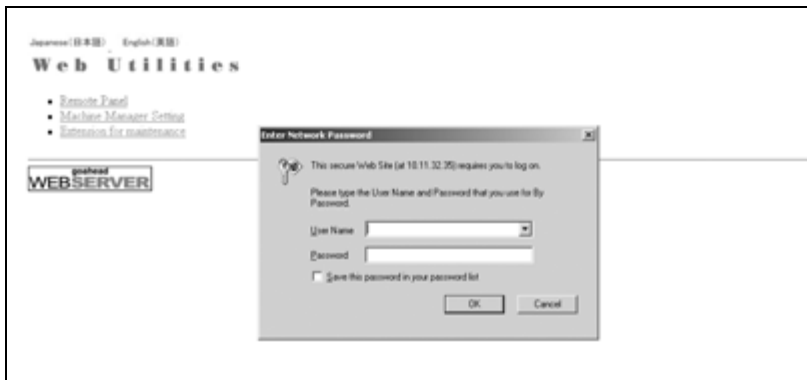 Japanese(日本語) English(英語)
Web Utilities
Remote Panel
Machine Manager Setting
Extension for maintenance
goahead
WEBSERVER
Enter Network Password
This secure Web Site (at 10.11.32.35) requires you to log on.
Please type the User Name and Password that you use for By
Password.
User Name
Password
Save this password in your password list
OK Cancel